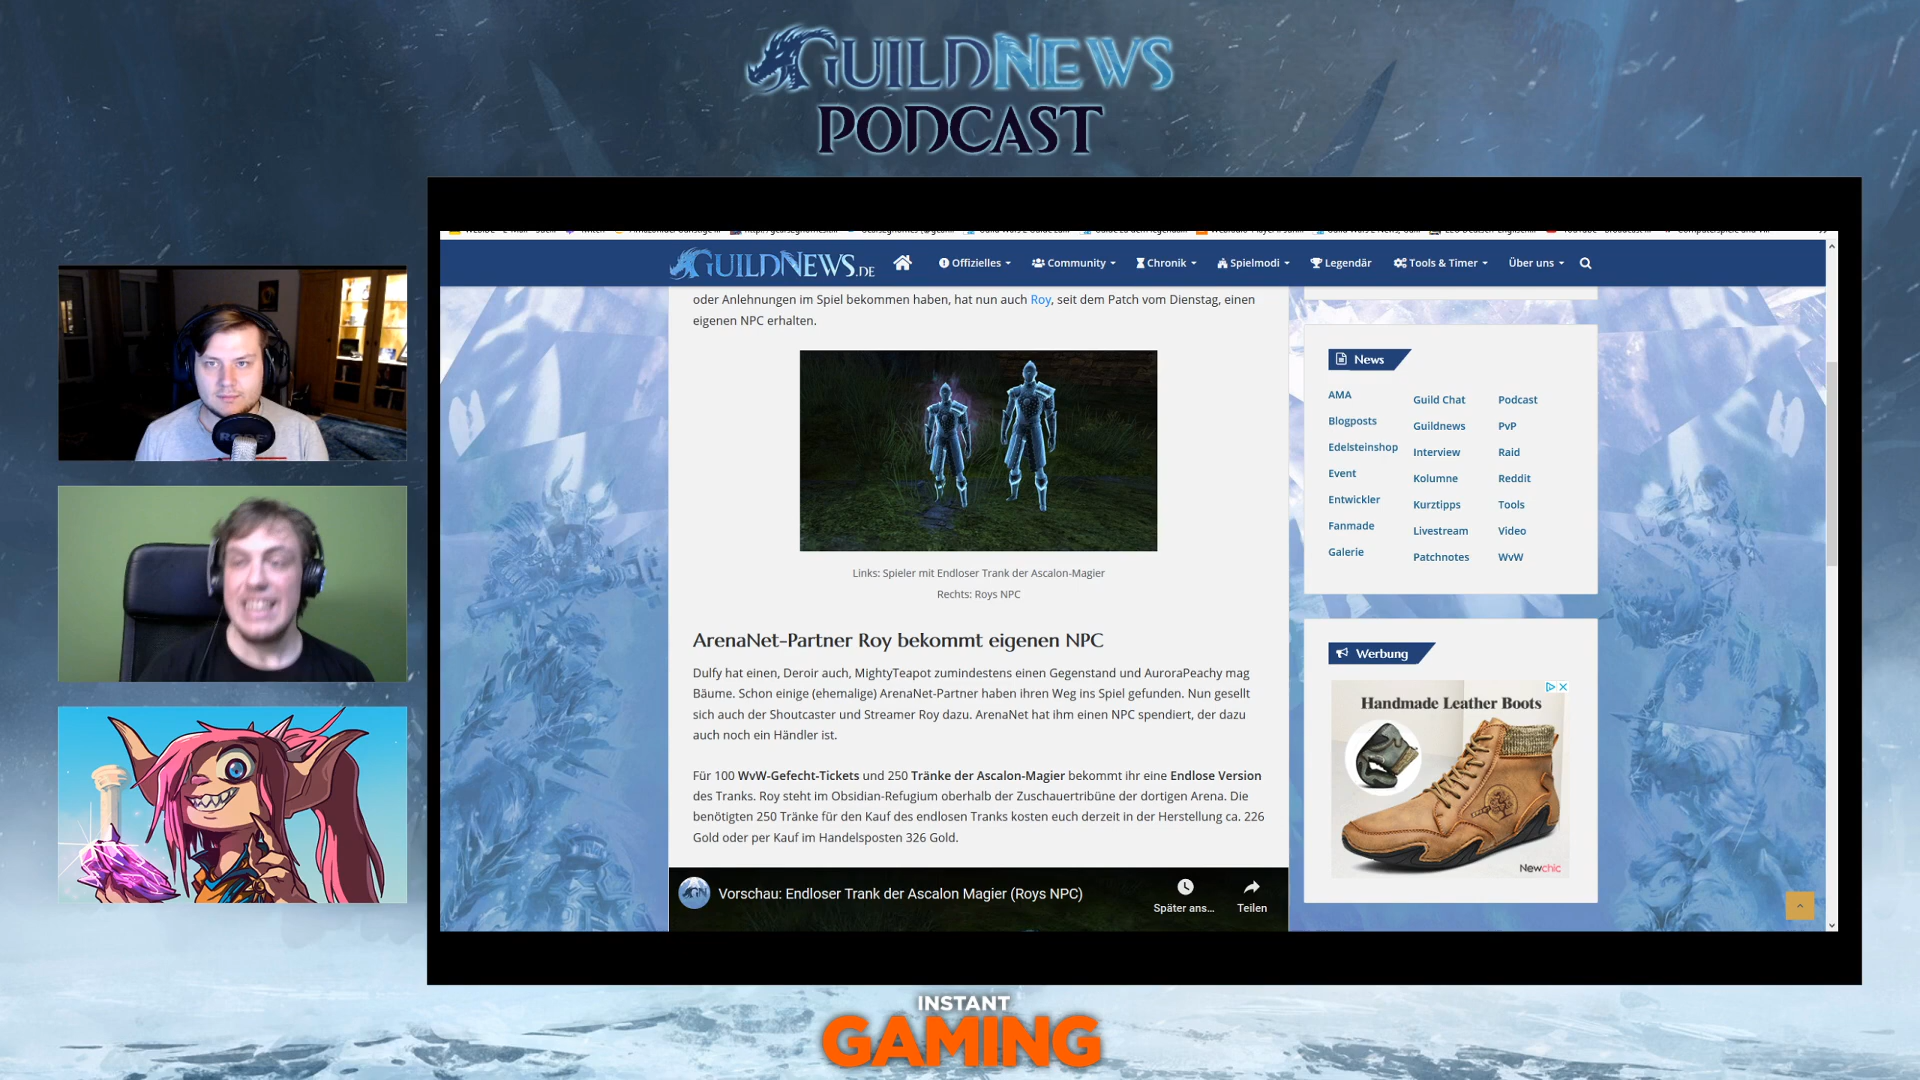 GUILDNEWS
PODCAST
GUILDNEWS.DE
Offizielles
Community
Chronik
Spielmodi
Legendär
Tools & Timer
Über uns
oder Anlehnungen im Spiel bekommen haben, hat nun auch Roy, seit dem Patch vom Dienstag, einen
eigenen NPC erhalten.
Links: Spieler mit Endloser Trank der Ascalon-Magier
Rechts: Roys NPC
ArenaNet-Partner Roy bekommt eigenen NPC
Dulfy hat einen, Deroir auch, MightyTeapot zumindestens einen Gegenstand und AuroraPeachy mag
Bäume. Schon einige (ehemalige) ArenaNet-Partner haben ihren Weg ins Spiel gefunden. Nun gesellt
sich auch der Shoutcaster und Streamer Roy dazu. ArenaNet hat ihm einen NPC spendiert, der dazu
auch noch ein Händler ist.
Für 100 WvW-Gefecht-Tickets und 250 Tränke der Ascalon-Magier bekommt ihr eine Endlose Version
des Tranks. Roy steht im Obsidian-Refugium oberhalb der Zuschauertribüne der dortigen Arena. Die
benötigten 250 Tränke für den Kauf des endlosen Tranks kosten euch derzeit in der Herstellung ca. 226
Gold oder per Kauf im Handelsposten 326 Gold.
GN
Vorschau: Endloser Trank der Ascalon Magier (Roys NPC)
Später ans...
Teilen
News
AMA
Blogposts
Edelsteinshop
Event
Entwickler
Fanmade
Galerie
Guild Chat
Guildnews
Interview
Kolumne
Kurztipps
Livestream
Patchnotes
Podcast
PvP
Raid
Reddit
Tools
Video
WvW
Werbung
Handmade Leather Boots
Newchic
RODE
INSTANT
GAMING